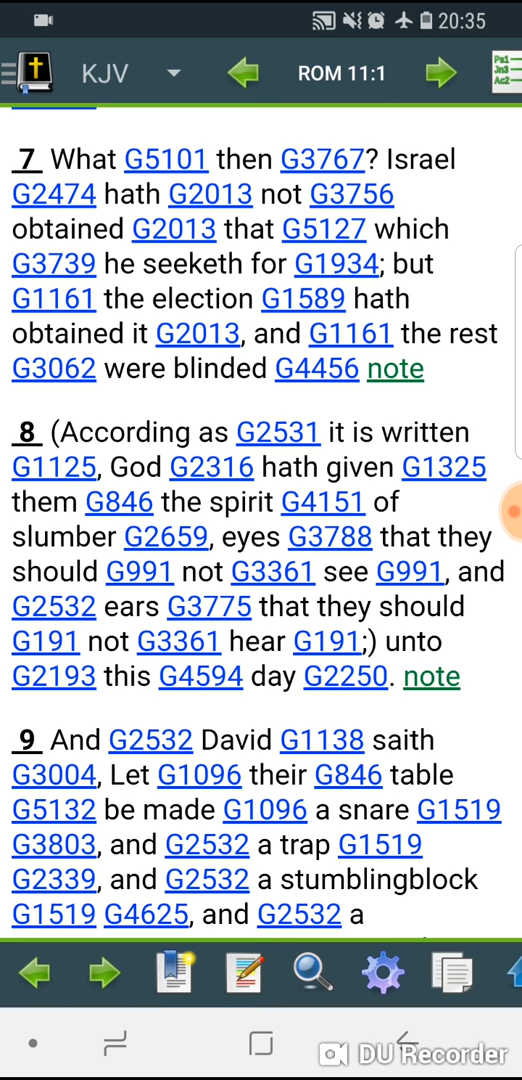 20:35
KJV ROM 11:1 Ps1-
Jn3-
Ac2-
7 What G5101 then G3767? Israel
G2474 hath G2013 not G3756
obtained G2013 that G5127 which
G3739 he seeketh for G1934; but
G1161 the election G1589 hath
obtained it G2013, and G1161 the rest
G3062 were blinded G4456 note
8 (According as G2531 it is written
G1125, God G2316 hath given G1325
them G846 the spirit G4151 of
slumber G2659, eyes G3788 that they
should G991 not G3361 see G991, and
G2532 ears G3775 that they should
G191 not G3361 hear G191;) unto
G2193 this G4594 day G2250. note
9 And G2532 David G1138 saith
G3004, Let G1096 their G846 table
G5132 be made G1096 a snare G1519
G3803, and G2532 a trap G1519
G2339, and G2532 a stumblingblock
G1519 G4625, and G2532 a
DU Recorder